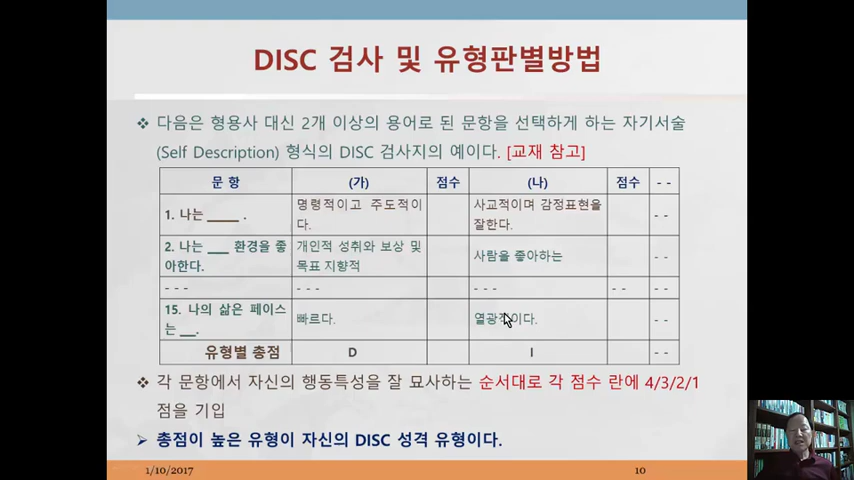 DISC 검사 및 유형판별방법
❖ 다음은 형용사 대신 2개 이상의 용어로 된 문항을 선택하게 하는 자기서술
(Self Description) 형식의 DISC 검사지의 예이다. [교재 참고]
문 항 (가) 점수 (나) 점수 - -
1. 나는 _____ . 명령적이고 주도적이다. 사교적이며 감정표현을 잘한다. - -
2. 나는 ___ 환경을 좋아한다. 개인적 성취와 보상 및 목표 지향적 사람을 좋아하는 - -
- - - - - - - - - - - - -
15. 나의 삶은 페이스는 ___. 빠르다. 열광적이다. - -
유형별 총점 D I - -
❖ 각 문항에서 자신의 행동특성을 잘 묘사하는 순서대로 각 점수 란에 4/3/2/1
점을 기입
➢ 총점이 높은 유형이 자신의 DISC 성격 유형이다.
1/10/2017 10